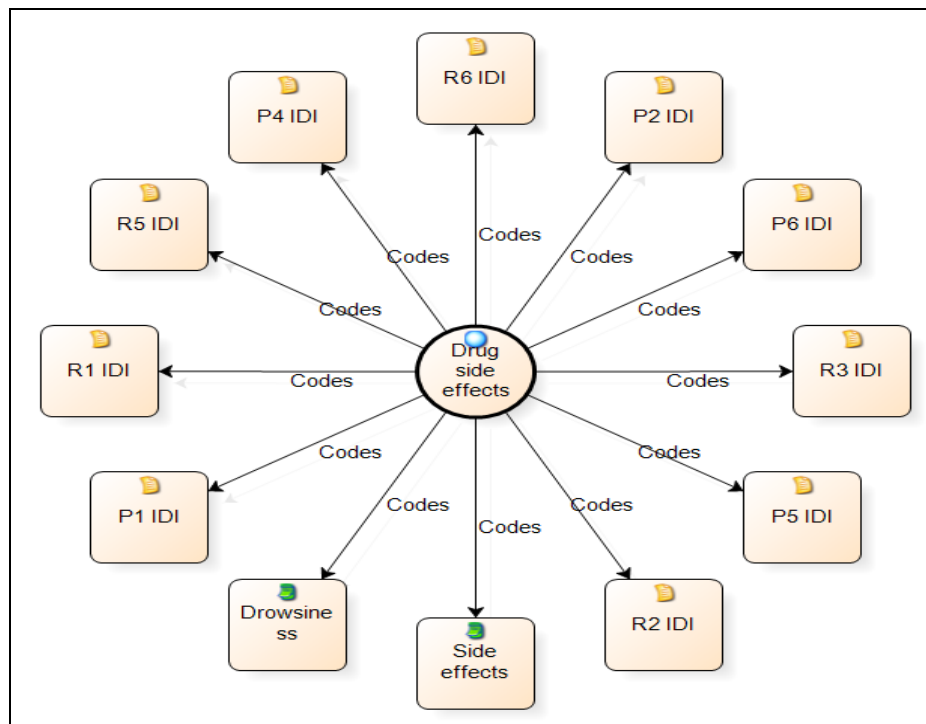 R6 IDI
P4 IDI
P2 IDI
R5 IDI
P6 IDI
Codes
Codes
Codes
Codes
Codes
Drug
side
effects
R1 IDI
Codes
Codes
R3 IDI
Codes
Codes
P1 IDI
P5 IDI
Codes
Codes
Codes
Drowsine
ss
Side
effects
R2 IDI